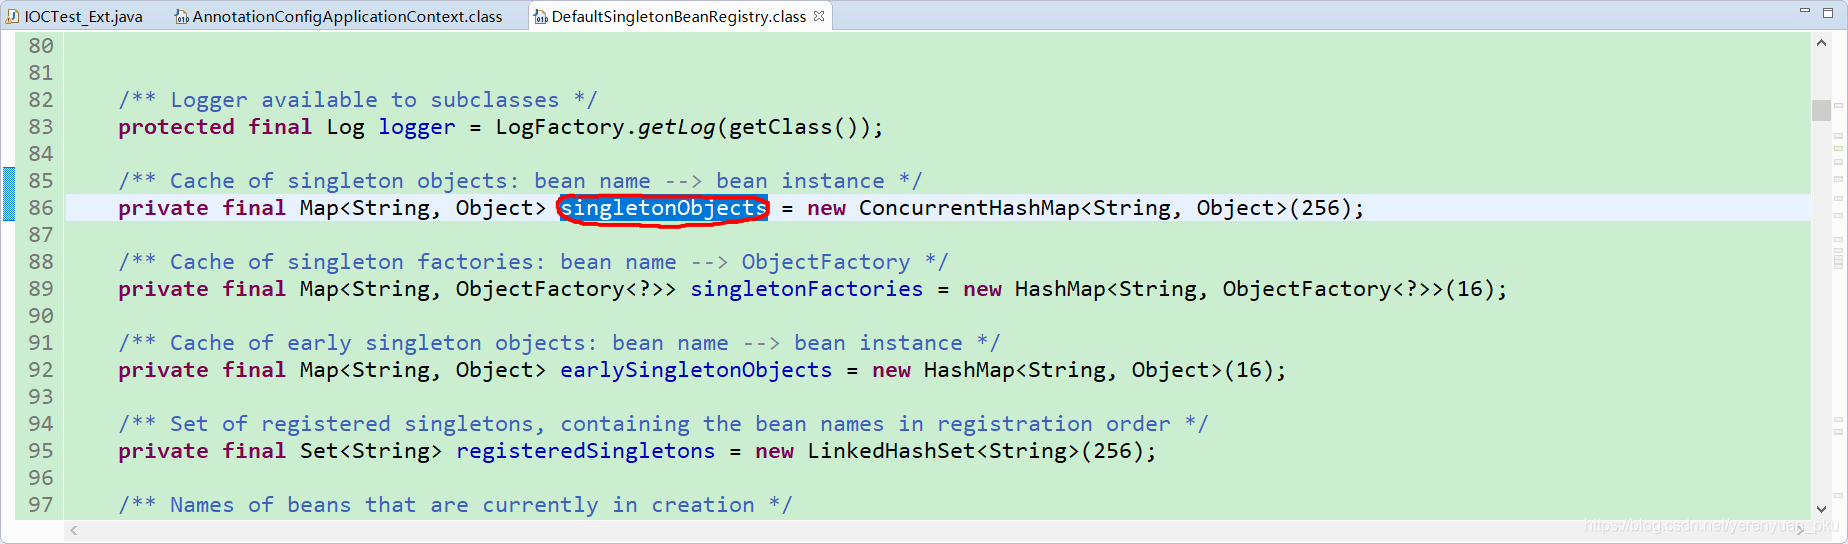 IOCTest_Ext.java AnnotationConfigApplicationContext.class DefaultSingletonBeanRegistry.class
80
81
82 /** Logger available to subclasses */
83 protected final Log logger = LogFactory.getLog(getClass());
84
85 /** Cache of singleton objects: bean name --> bean instance */
86 private final Map<String, Object> singletonObjects = new ConcurrentHashMap<String, Object>(256);
87
88 /** Cache of singleton factories: bean name --> ObjectFactory */
89 private final Map<String, ObjectFactory<?>> singletonFactories = new HashMap<String, ObjectFactory<?>>(16);
90
91 /** Cache of early singleton objects: bean name --> bean instance */
92 private final Map<String, Object> earlySingletonObjects = new HashMap<String, Object>(16);
93
94 /** Set of registered singletons, containing the bean names in registration order */
95 private final Set<String> registeredSingletons = new LinkedHashSet<String>(256);
96
97 /** Names of beans that are currently in creation */
https://blog.csdn.net/yerenyuan_pku